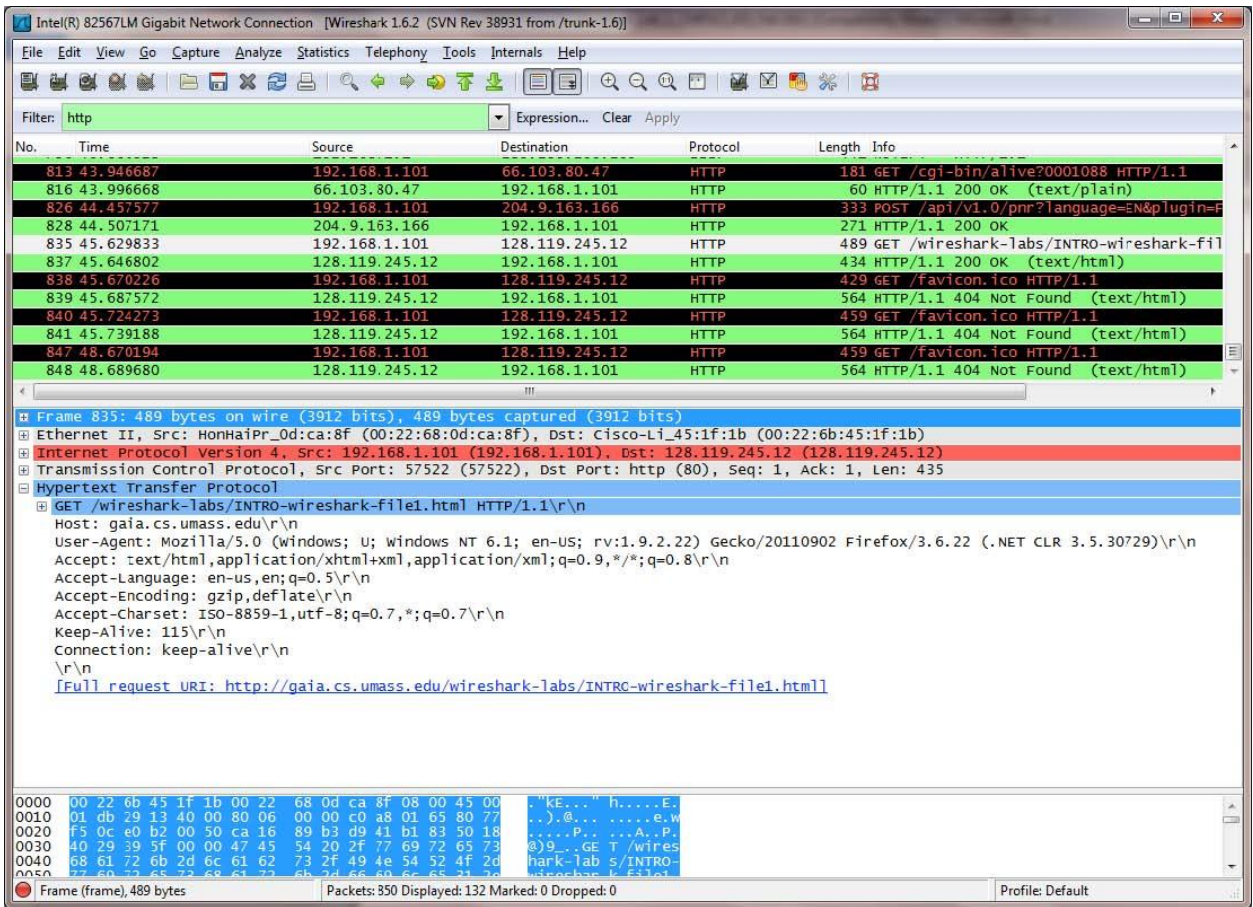 Intel(R) 82567LM Gigabit Network Connection [Wireshark 1.6.2 (SVN Rev 38931 from /trunk-1.6)]
File Edit View Go Capture Analyze Statistics Telephony Tools Internals Help
Filter: http Expression... Clear Apply
No. Time Source Destination Protocol Length Info
813 43.946687 192.168.1.101 66.103.80.47 HTTP 181 GET /cgi-bin/alive?0001088 HTTP/1.1
816 43.996668 66.103.80.47 192.168.1.101 HTTP 60 HTTP/1.1 200 OK (text/plain)
826 44.457577 192.168.1.101 204.9.163.166 HTTP 333 POST /api/v1.0/pnr?language=EN&plugin=F
828 44.507171 204.9.163.166 192.168.1.101 HTTP 271 HTTP/1.1 200 OK
835 45.629833 192.168.1.101 128.119.245.12 HTTP 489 GET /wireshark-labs/INTRO-wireshark-fil
837 45.646802 128.119.245.12 192.168.1.101 HTTP 434 HTTP/1.1 200 OK (text/html)
838 45.670226 192.168.1.101 128.119.245.12 HTTP 429 GET /favicon.ico HTTP/1.1
839 45.687572 128.119.245.12 192.168.1.101 HTTP 564 HTTP/1.1 404 Not Found (text/html)
840 45.724273 192.168.1.101 128.119.245.12 HTTP 459 GET /favicon.ico HTTP/1.1
841 45.739188 128.119.245.12 192.168.1.101 HTTP 564 HTTP/1.1 404 Not Found (text/html)
847 48.670194 192.168.1.101 128.119.245.12 HTTP 459 GET /favicon.ico HTTP/1.1
848 48.689680 128.119.245.12 192.168.1.101 HTTP 564 HTTP/1.1 404 Not Found (text/html)
Frame 835: 489 bytes on wire (3912 bits), 489 bytes captured (3912 bits)
Ethernet II, Src: HonHaiPr_0d:ca:8f (00:22:68:0d:ca:8f), Dst: Cisco-Li_45:1f:1b (00:22:6b:45:1f:1b)
Internet Protocol Version 4, Src: 192.168.1.101 (192.168.1.101), Dst: 128.119.245.12 (128.119.245.12)
Transmission Control Protocol, Src Port: 57522 (57522), Dst Port: http (80), Seq: 1, Ack: 1, Len: 435
Hypertext Transfer Protocol
GET /wireshark-labs/INTRO-wireshark-file1.html HTTP/1.1\r\n
Host: gaia.cs.umass.edu\r\n
User-Agent: Mozilla/5.0 (Windows; U; Windows NT 6.1; en-US; rv:1.9.2.22) Gecko/20110902 Firefox/3.6.22 (.NET CLR 3.5.30729)\r\n
Accept: text/html,application/xhtml+xml,application/xml;q=0.9,*/*;q=0.8\r\n
Accept-Language: en-us,en;q=0.5\r\n
Accept-Encoding: gzip,deflate\r\n
Accept-Charset: ISO-8859-1,utf-8;q=0.7,*;q=0.7\r\n
Keep-Alive: 115\r\n
Connection: keep-alive\r\n
\r\n
[Full request URI: http://gaia.cs.umass.edu/wireshark-labs/INTRO-wireshark-file1.html]
0000 00 22 6b 45 1f 1b 00 22 68 0d ca 8f 08 00 45 00 ."kE..." h.....E.
0010 01 db 29 13 40 00 80 06 00 00 c0 a8 01 65 80 77 ..).@... .....e.w
0020 f5 0c e0 b2 00 50 ca 16 89 b3 d9 41 b1 83 50 18 .....P.. ...A..P.
0030 40 29 39 5f 00 00 47 45 54 20 2f 77 69 72 65 73 @)9_..GE T /wires
0040 68 61 72 6b 2d 6c 61 62 73 2f 49 4e 54 52 4f 2d hark-lab s/INTRO-
0050 77 69 72 65 73 68 61 72 6b 2d 66 69 6c 65 31 2e wireshar k-file1.
Frame (frame), 489 bytes Packets: 850 Displayed: 132 Marked: 0 Dropped: 0 Profile: Default